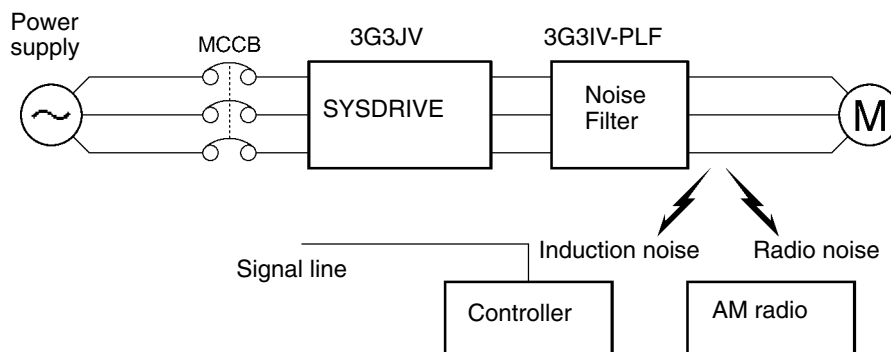 Power
supply
MCCB
3G3JV
3G3IV-PLF
SYSDRIVE
Noise
Filter
M
Induction noise
Radio noise
Signal line
Controller
AM radio